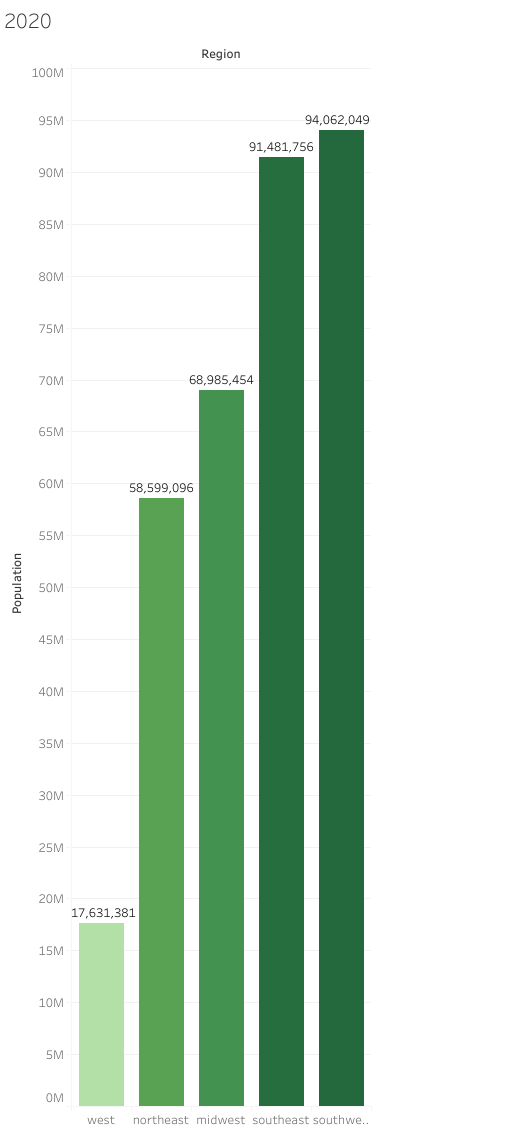 2020
Region
100M
94,062,049
95M
91,481,756
90M
85M
80M
75M
68,985,454
70M
65M
58,599,096
60M
55M
Population
50M
45M
40M
35M
30M
25M
20M
17,631,381
15M
10M
5M
0M
west northeast midwest southeast southwe..